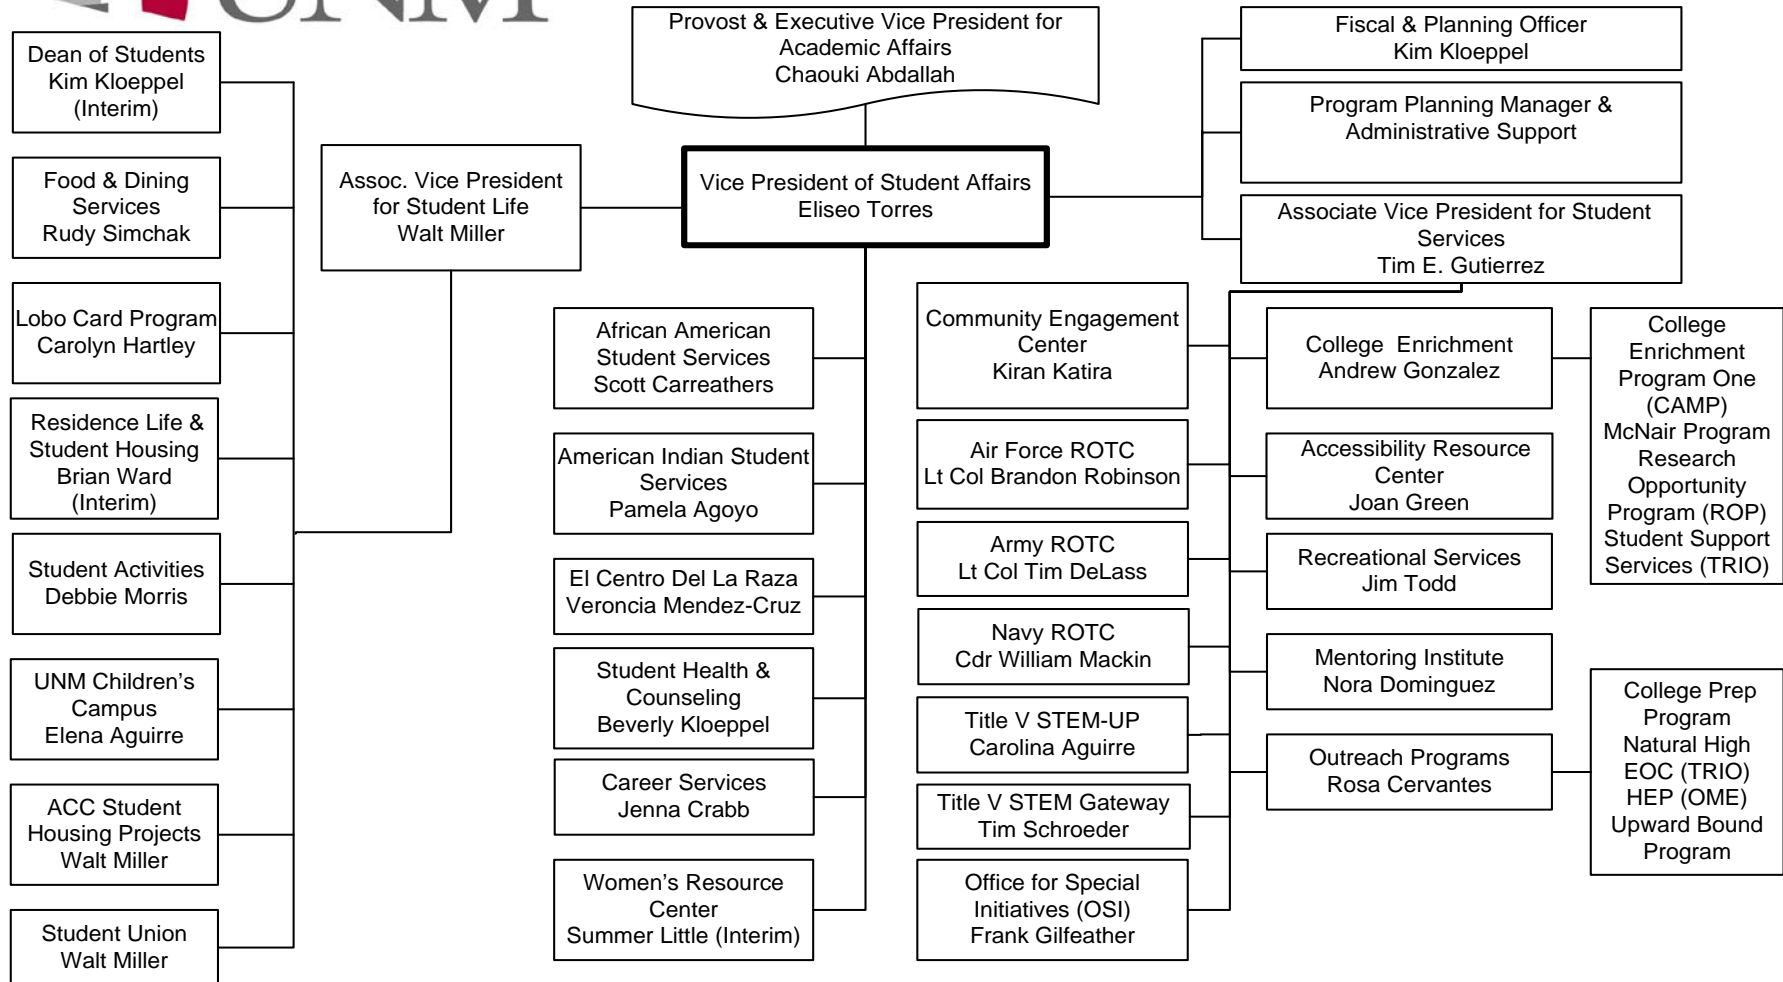 UNM
Provost & Executive Vice President for
Academic Affairs
Chaouki Abdallah
Fiscal & Planning Officer
Kim Kloeppel
Program Planning Manager &
Administrative Support
Vice President of Student Affairs
Eliseo Torres
Associate Vice President for Student
Services
Tim E. Gutierrez
Assoc. Vice President
for Student Life
Walt Miller
Dean of Students
Kim Kloeppel
(Interim)
Food & Dining
Services
Rudy Simchak
Lobo Card Program
Carolyn Hartley
Residence Life &
Student Housing
Brian Ward
(Interim)
Student Activities
Debbie Morris
UNM Children’s
Campus
Elena Aguirre
ACC Student
Housing Projects
Walt Miller
Student Union
Walt Miller
African American
Student Services
Scott Carreathers
American Indian Student
Services
Pamela Agoyo
El Centro Del La Raza
Veroncia Mendez-Cruz
Student Health &
Counseling
Beverly Kloeppel
Career Services
Jenna Crabb
Women’s Resource
Center
Summer Little (Interim)
Community Engagement
Center
Kiran Katira
Air Force ROTC
Lt Col Brandon Robinson
Army ROTC
Lt Col Tim DeLass
Navy ROTC
Cdr William Mackin
Title V STEM-UP
Carolina Aguirre
Title V STEM Gateway
Tim Schroeder
Office for Special
Initiatives (OSI)
Frank Gilfeather
College Enrichment
Andrew Gonzalez
Accessibility Resource
Center
Joan Green
Recreational Services
Jim Todd
Mentoring Institute
Nora Dominguez
Outreach Programs
Rosa Cervantes
College
Enrichment
Program One
(CAMP)
McNair Program
Research
Opportunity
Program (ROP)
Student Support
Services (TRIO)
College Prep
Program
Natural High
EOC (TRIO)
HEP (OME)
Upward Bound
Program